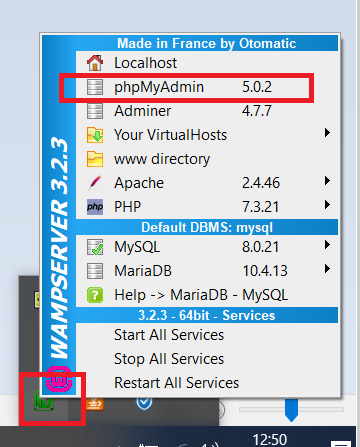 Made in France by Otomatic
Localhost
phpMyAdmin 5.0.2
Adminer 4.7.7
Your VirtualHosts
www directory
Apache 2.4.46
php PHP 7.3.21
Default DBMS: mysql
MySQL 8.0.21
MariaDB 10.4.13
Help -> MariaDB - MySQL
3.2.3 - 64bit - Services
Start All Services
Stop All Services
Restart All Services
WAMPSERVER 3.2.3
12:50